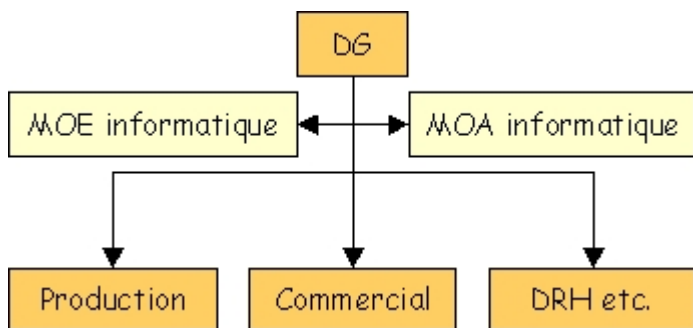 DG
MOE informatique
MOA informatique
Production
Commercial
DRH etc.